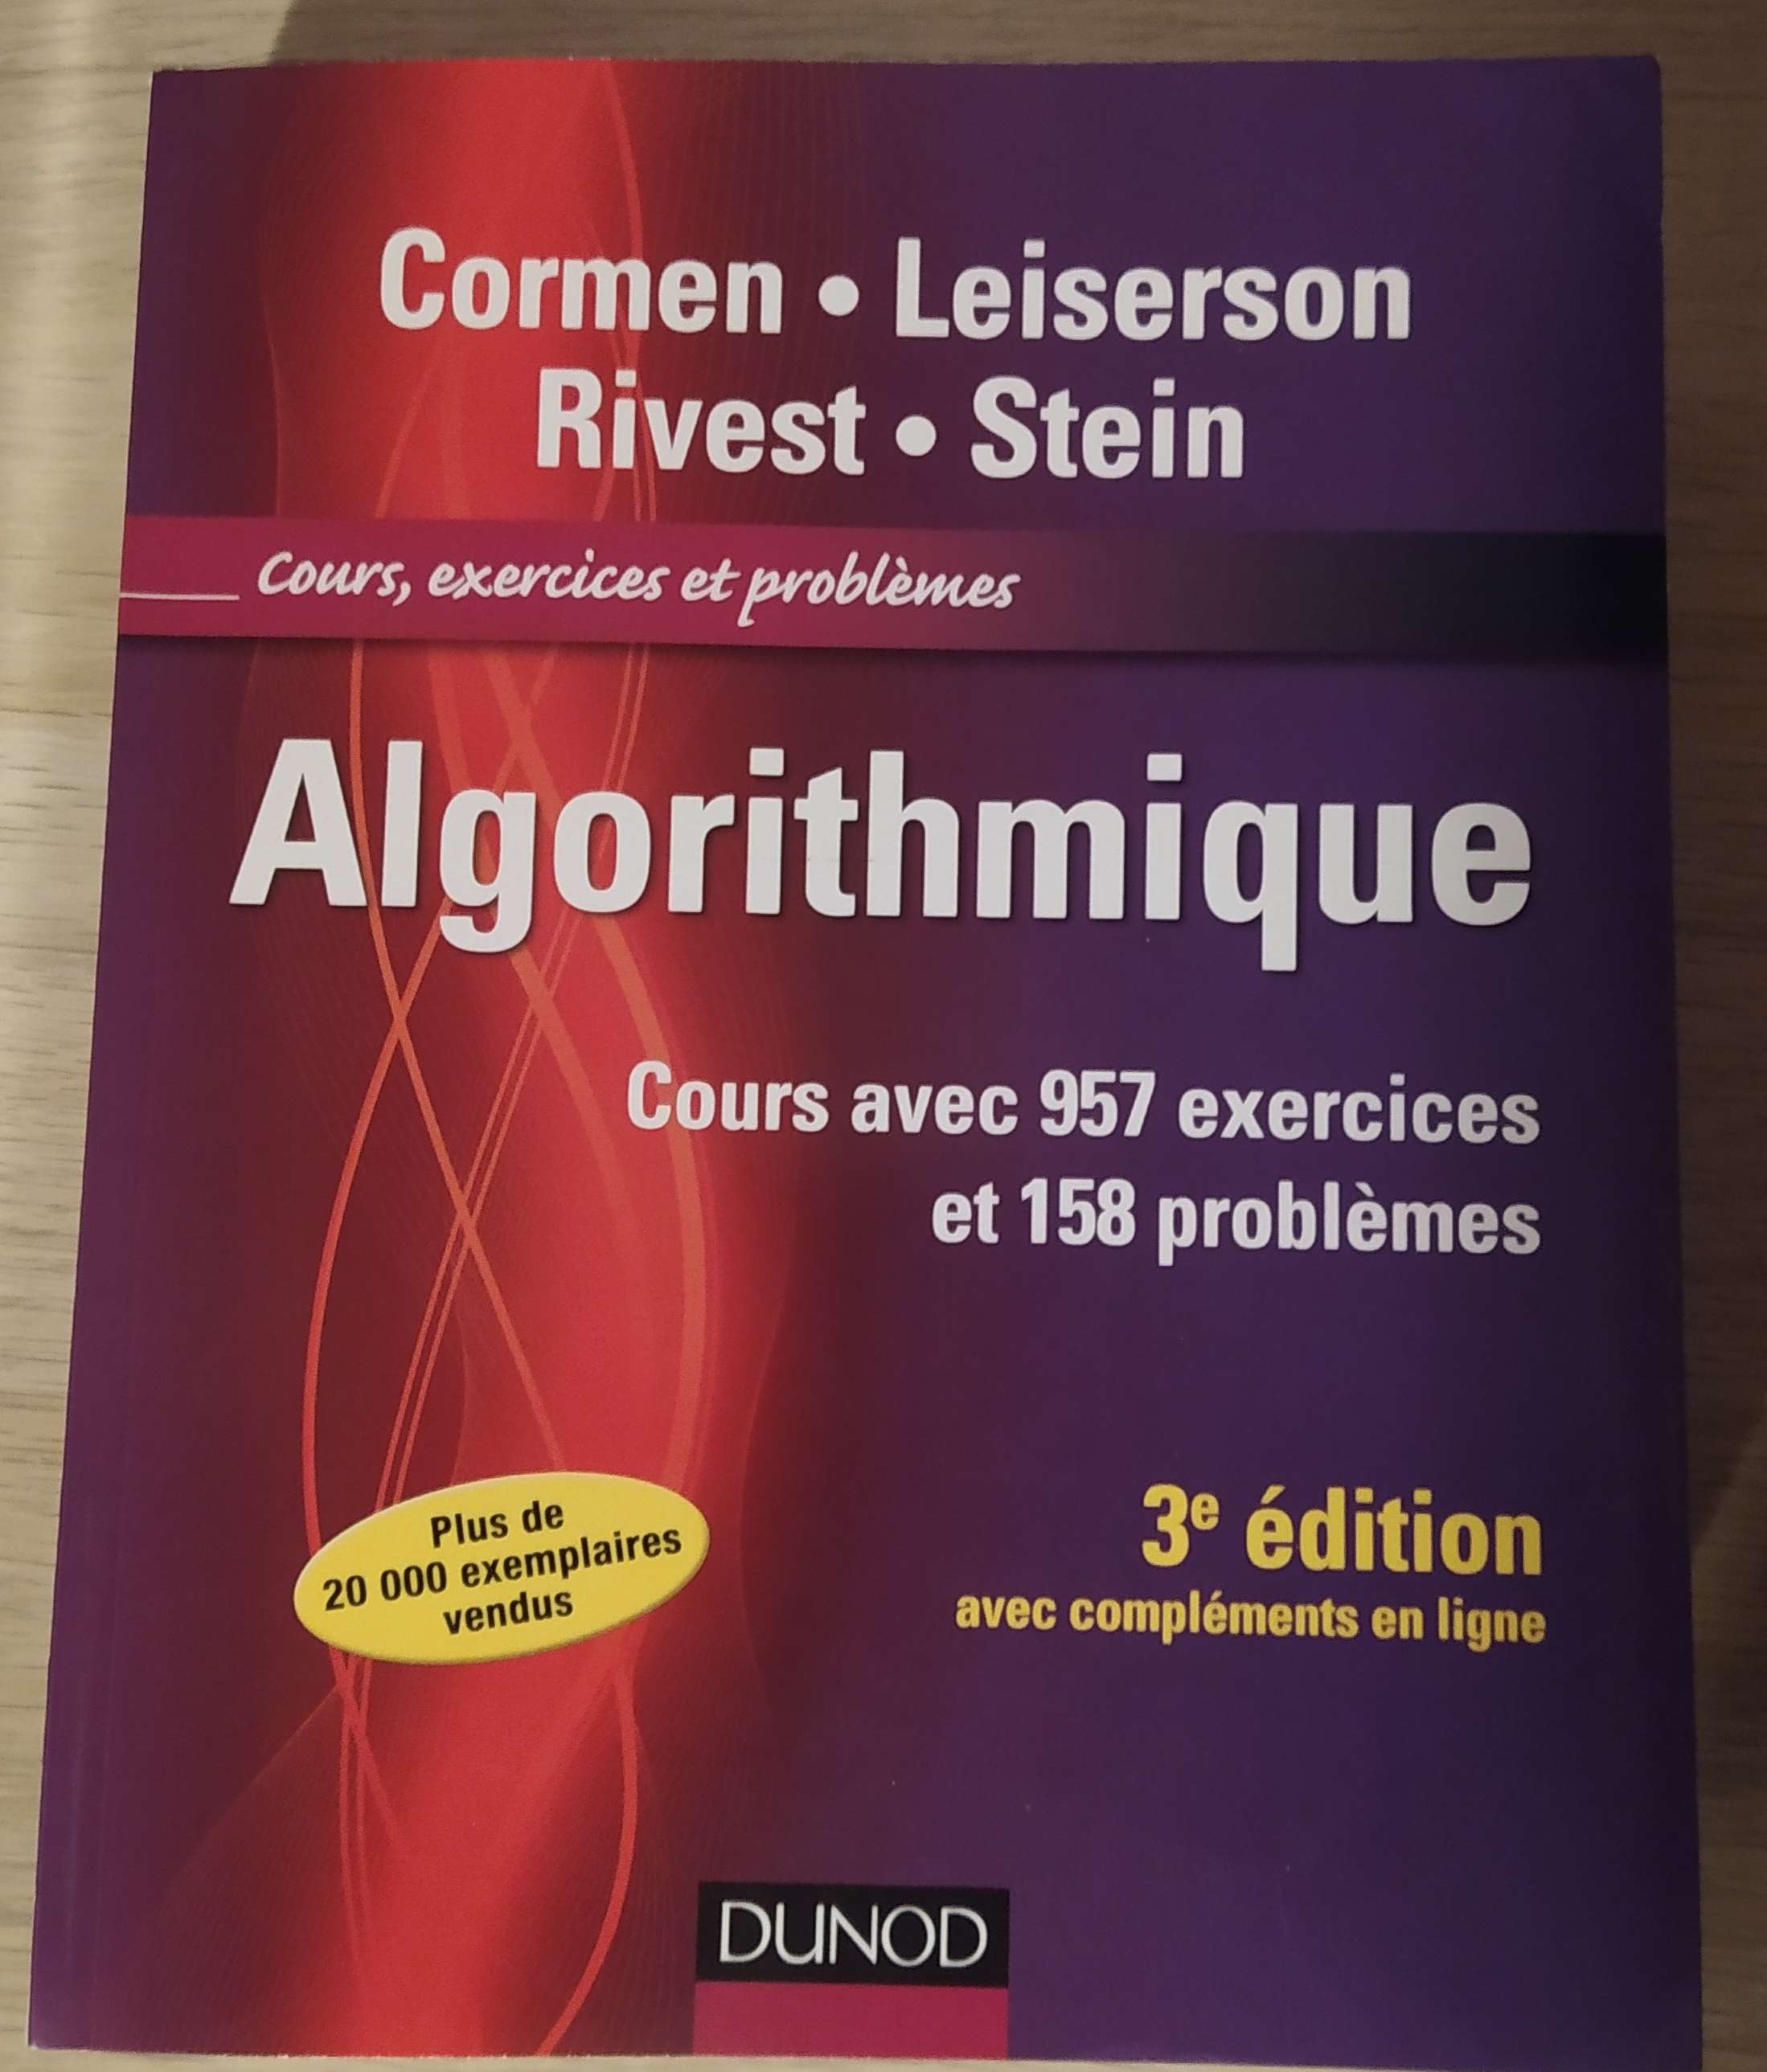 Cormen • Leiserson
Rivest • Stein
Cours, exercices et problèmes
Algorithmique
Cours avec 957 exercices
et 158 problèmes
Plus de
20 000 exemplaires
vendus
3e édition
avec compléments en ligne
DUNOD